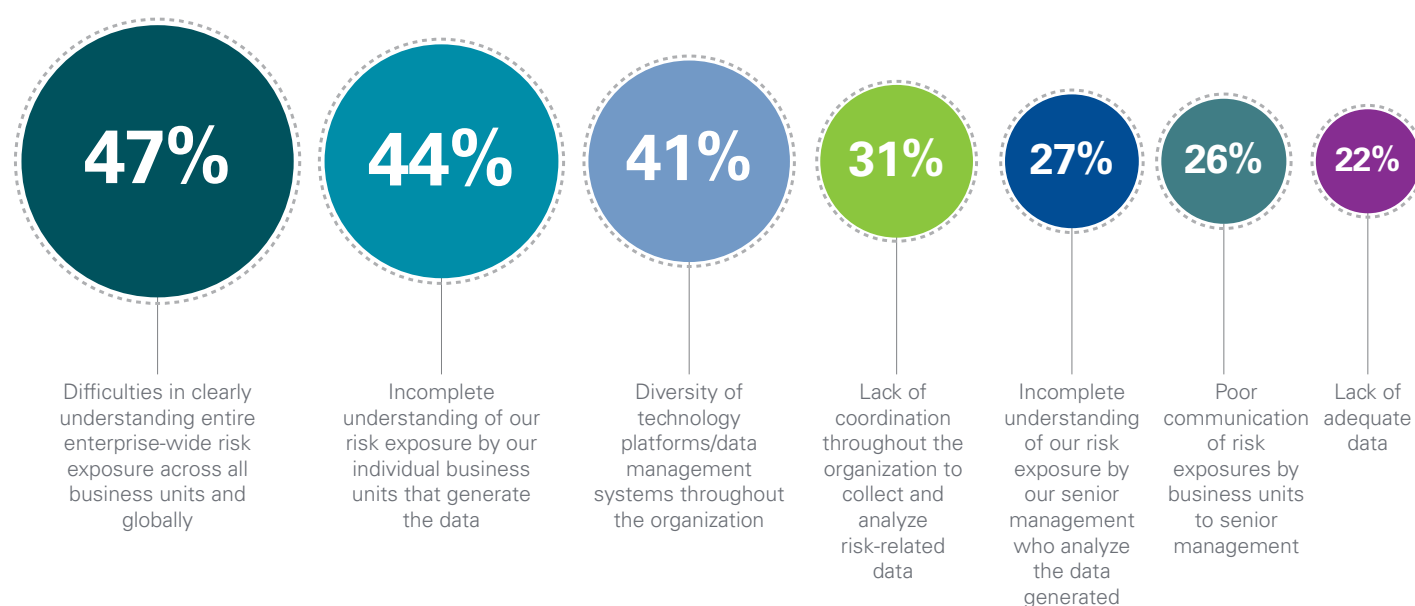 47%
44%
41%
31%
27%
26%
22%
Difficulties in clearly
understanding entire
enterprise-wide risk
exposure across all
business units and
globally
Incomplete
understanding of our
risk exposure by our
individual business
units that generate
the data
Diversity of
technology
platforms/data
management
systems throughout
the organization
Lack of
coordination
throughout the
organization to
collect and
analyze
risk-related
data
Incomplete
understanding
of our risk
exposure by
our senior
management
who analyze
the data
generated
Poor
communication
of risk
exposures by
business units
to senior
management
Lack of
adequate
data